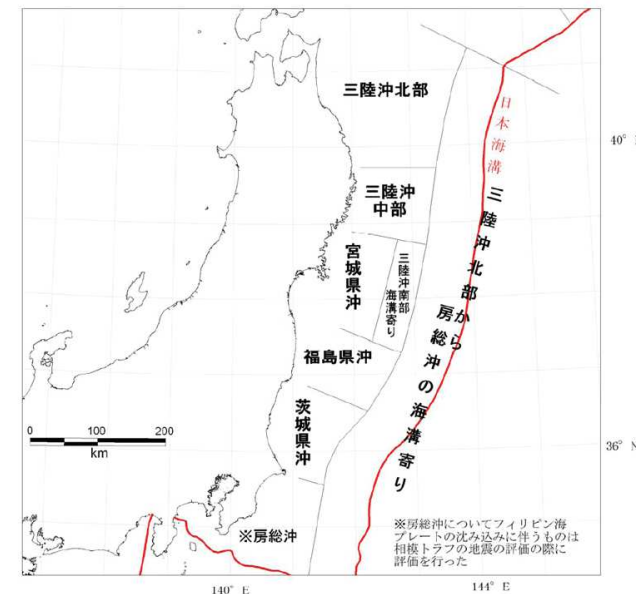 三陸沖北部
日本海溝
40° N
三陸沖
中部
三陸沖北部から
房総沖の海溝寄り
宮城県沖
三陸沖南部
海溝寄り
福島県沖
茨城県沖
0 100 200
km
36° N
※房総沖
※房総沖についてフィリピン海
プレートの沈み込みに伴うものは
相模トラフの地震の評価の際に
評価を行った
140° E
144° E